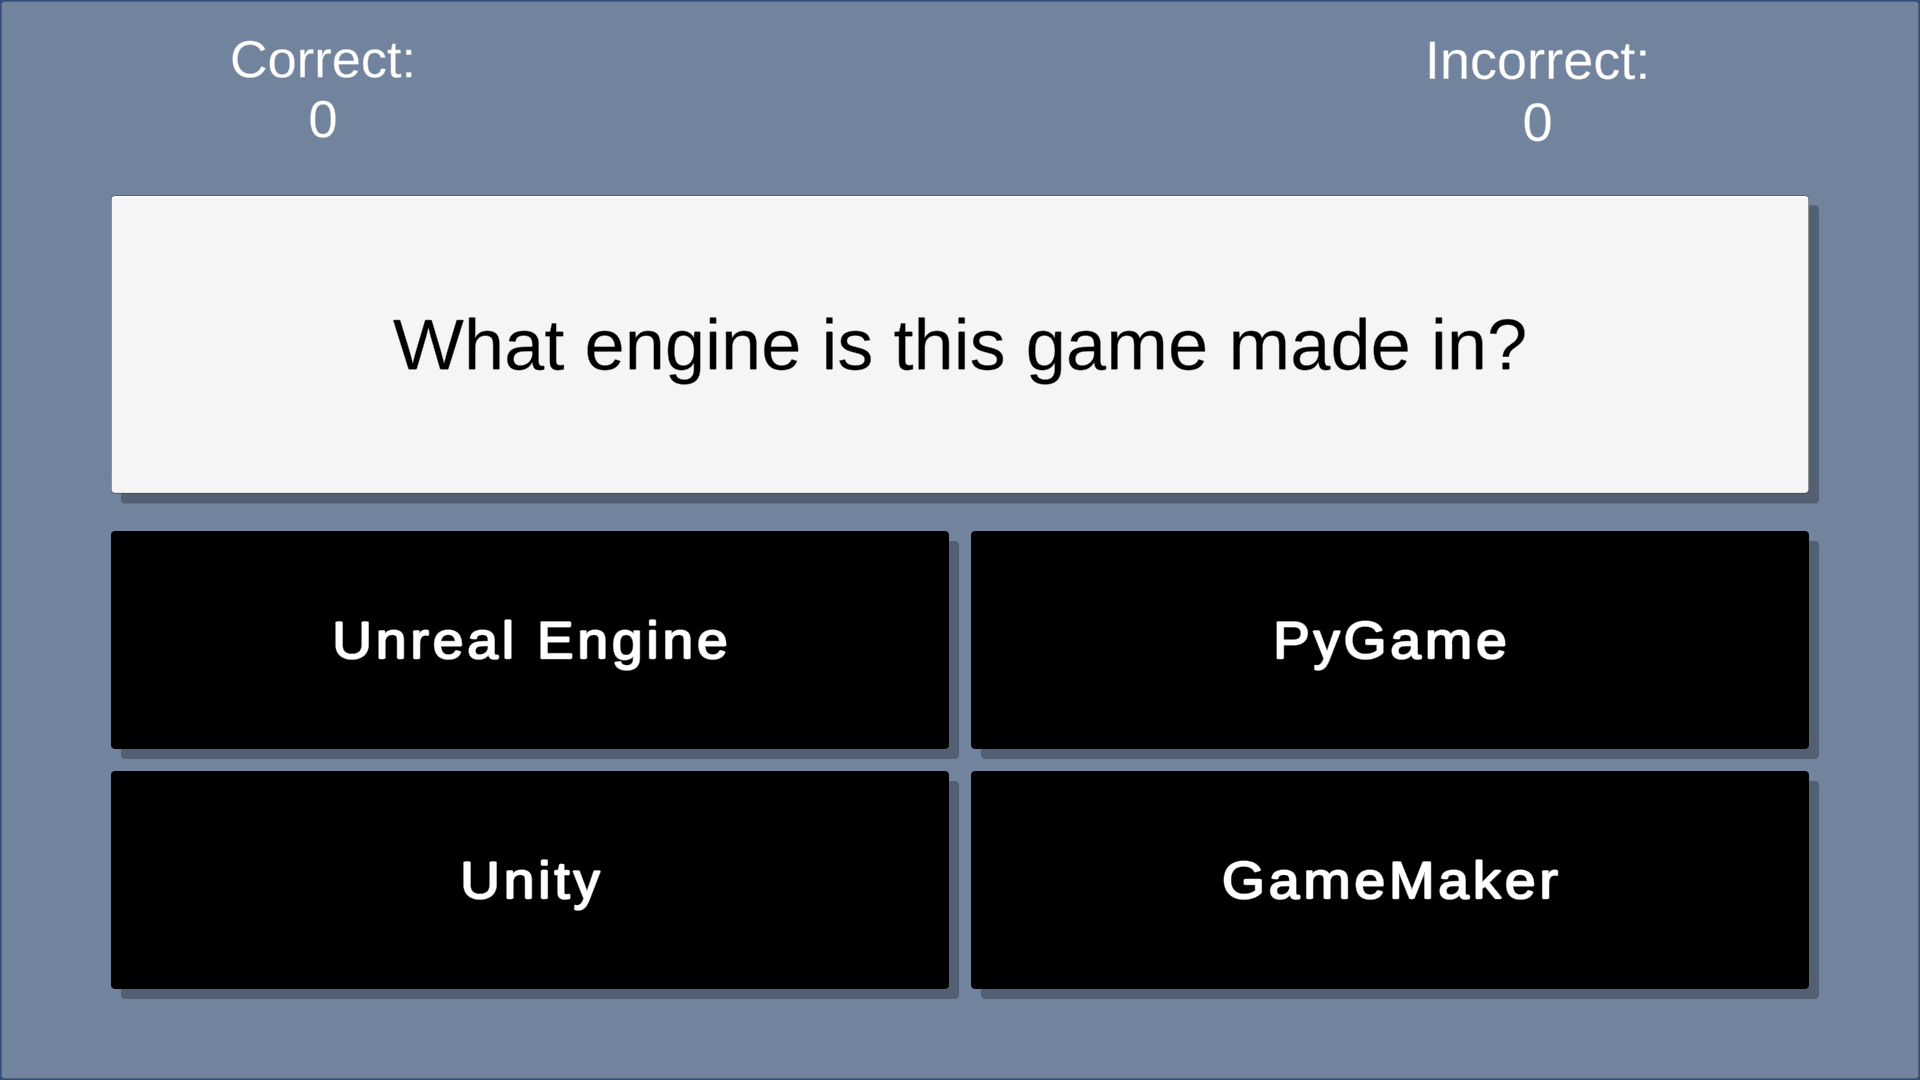 Correct:
0
Incorrect:
0
What engine is this game made in?
Unreal Engine
PyGame
Unity
GameMaker